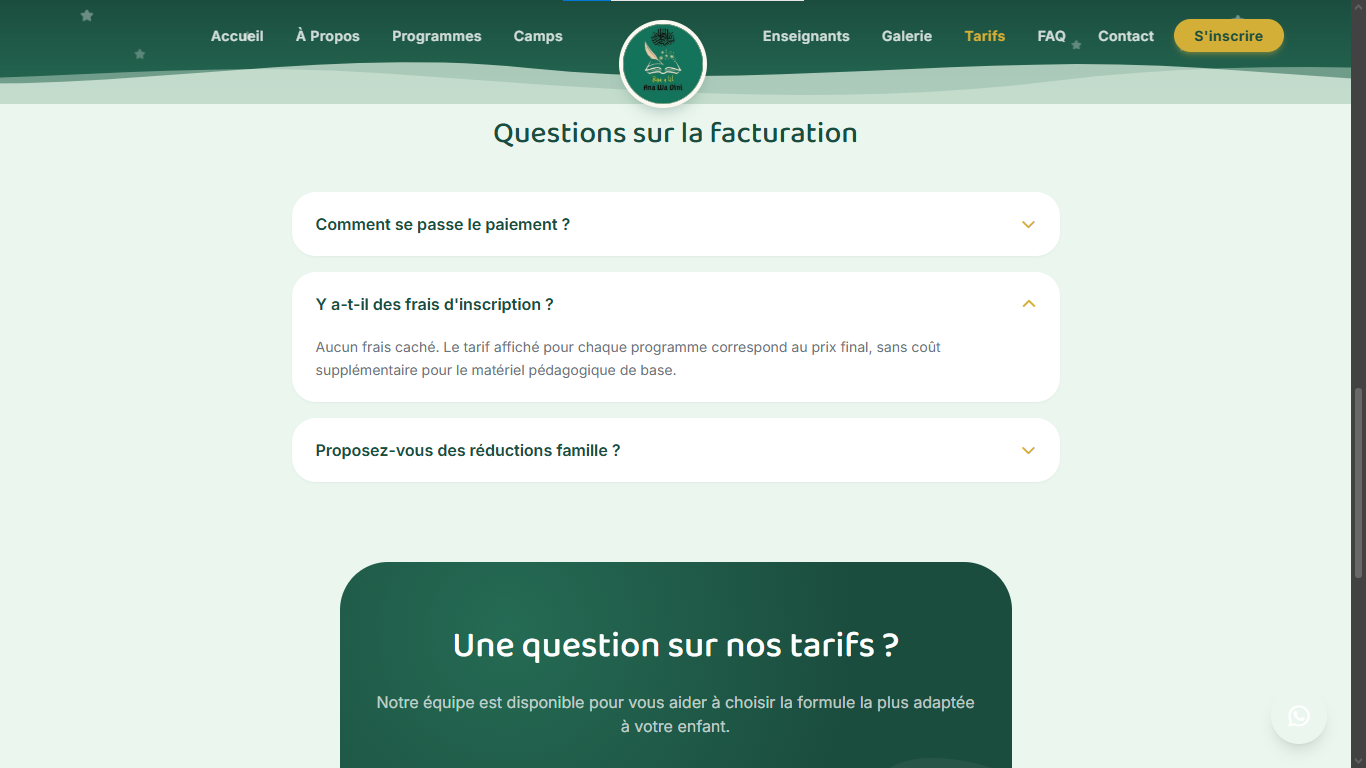 Accueil
À Propos
Programmes
Camps
Ana Wa Dini
Enseignants
Galerie
Tarifs
FAQ
Contact
S'inscrire
Questions sur la facturation
Comment se passe le paiement ?
Y a-t-il des frais d'inscription ?
Aucun frais caché. Le tarif affiché pour chaque programme correspond au prix final, sans coût
supplémentaire pour le matériel pédagogique de base.
Proposez-vous des réductions famille ?
Une question sur nos tarifs ?
Notre équipe est disponible pour vous aider à choisir la formule la plus adaptée
à votre enfant.